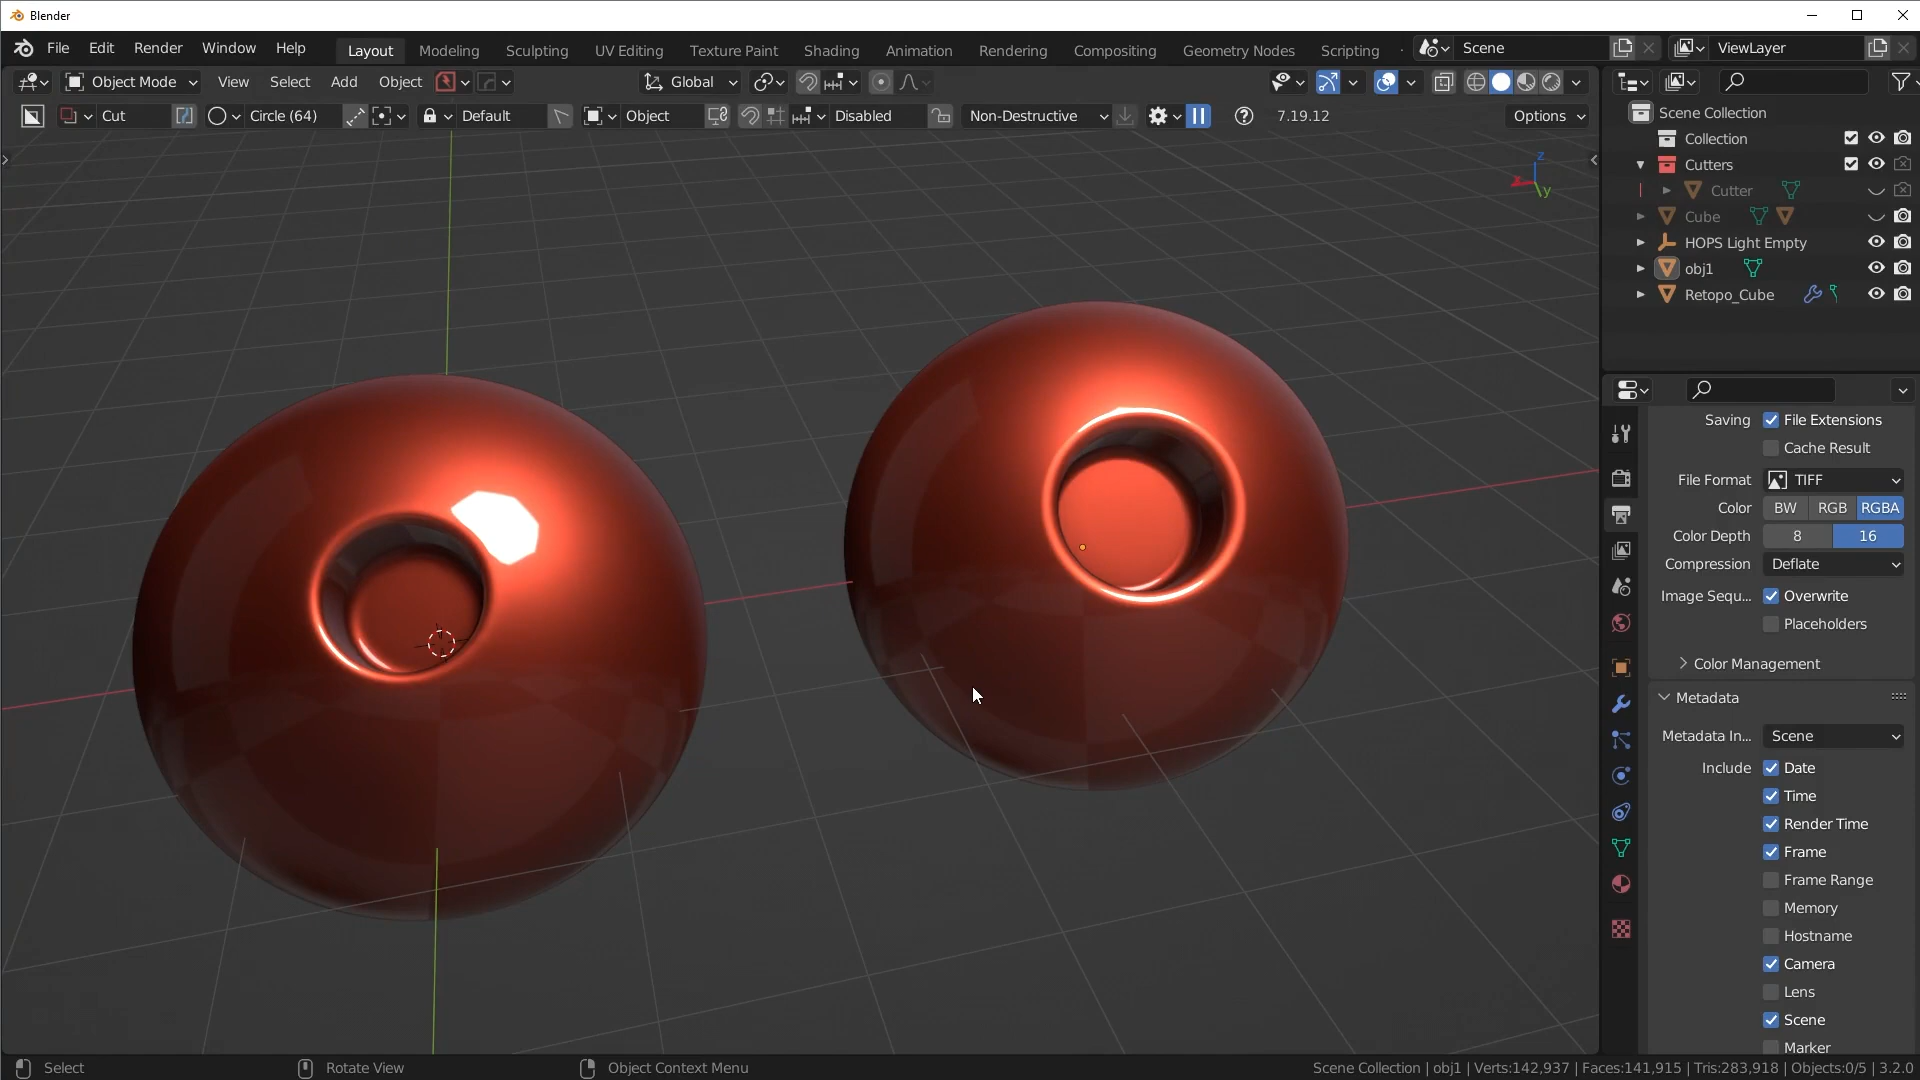 Blender
File Edit Render Window Help Layout Modeling Sculpting UV Editing Texture Paint Shading Animation Rendering Compositing Geometry Nodes Scripting Scene ViewLayer
Object Mode View Select Add Object Global
Cut Circle (64) Default Object Disabled Non-Destructive 7.19.12 Options
z
y
Scene Collection
Collection
Cutters
Cutter
Cube
HOPS Light Empty
obj1
Retopo_Cube
Saving File Extensions
Cache Result
File Format TIFF
Color BW RGB RGBA
Color Depth 8 16
Compression Deflate
Image Sequ... Overwrite
Placeholders
Color Management
Metadata
Metadata In... Scene
Include Date
Time
Render Time
Frame
Frame Range
Memory
Hostname
Camera
Lens
Scene
Marker
Select Rotate View Object Context Menu Scene Collection | obj1 | Verts:142,937 | Faces:141,915 | Tris:283,918 | Objects:0/5 | 3.2.0